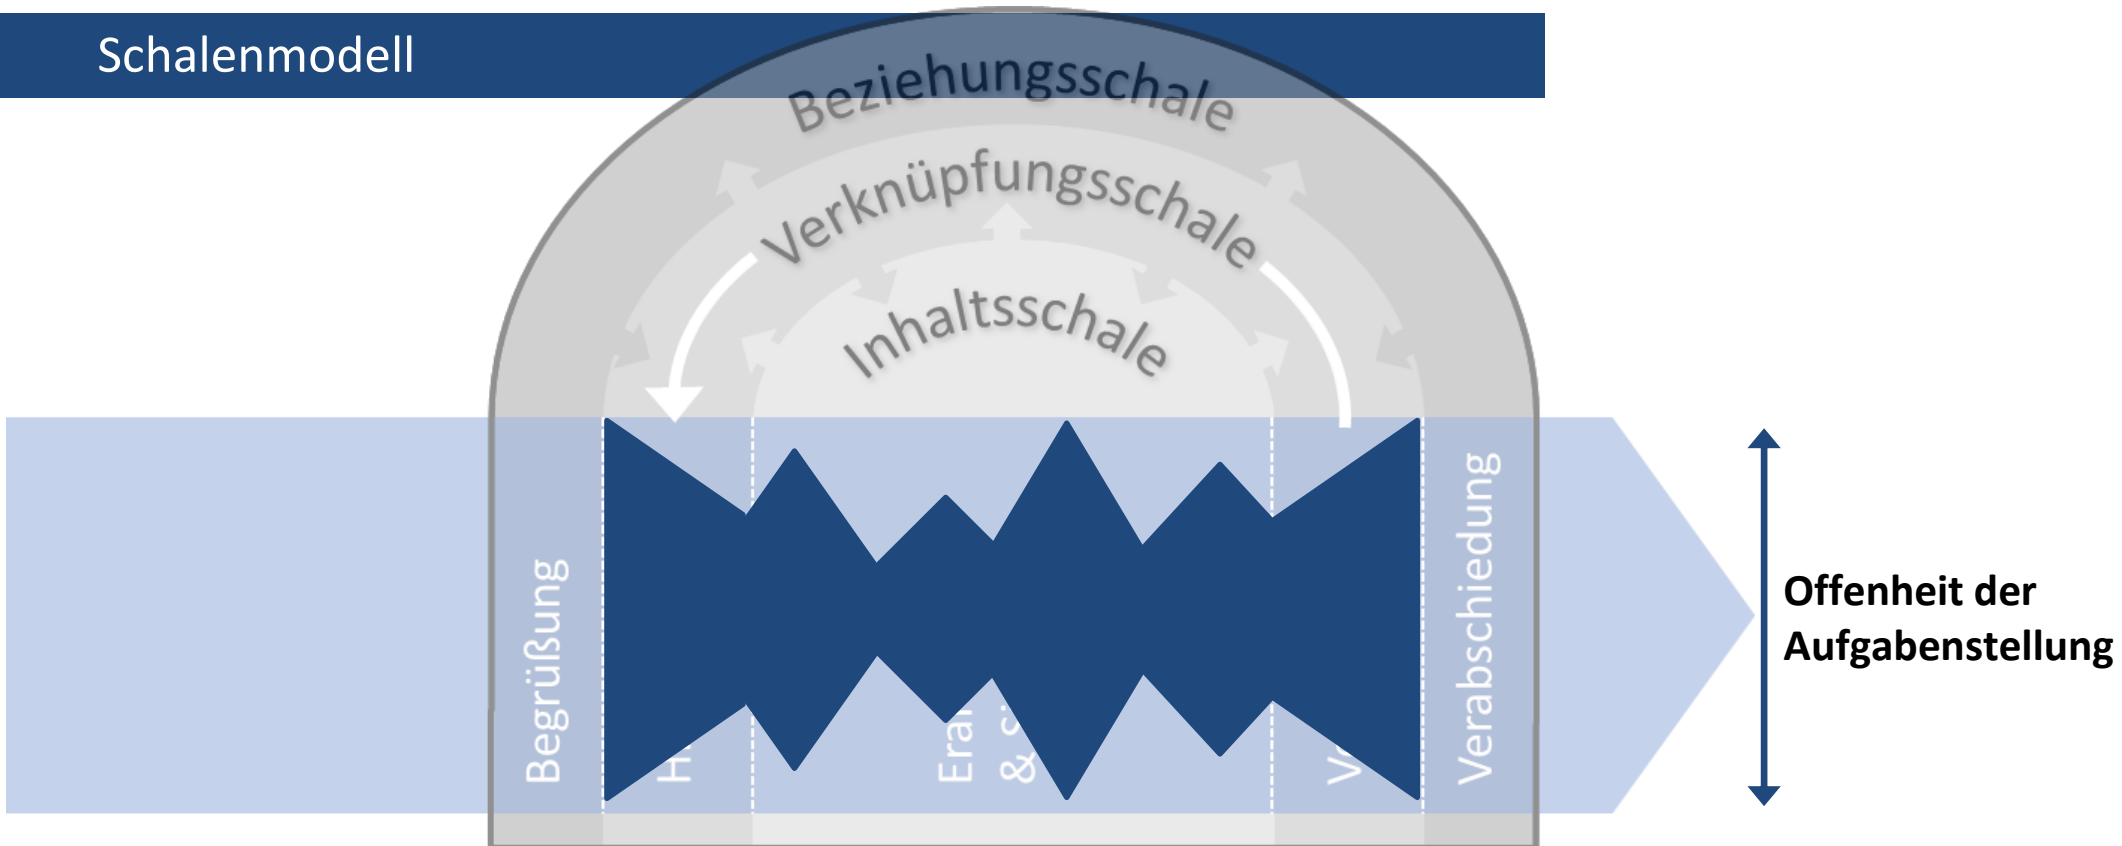 Schalenmodell
Beziehungsschale
Verknüpfungsschale
Inhaltsschale
Begrüßung
Verabschiedung
Offenheit der
Aufgabenstellung